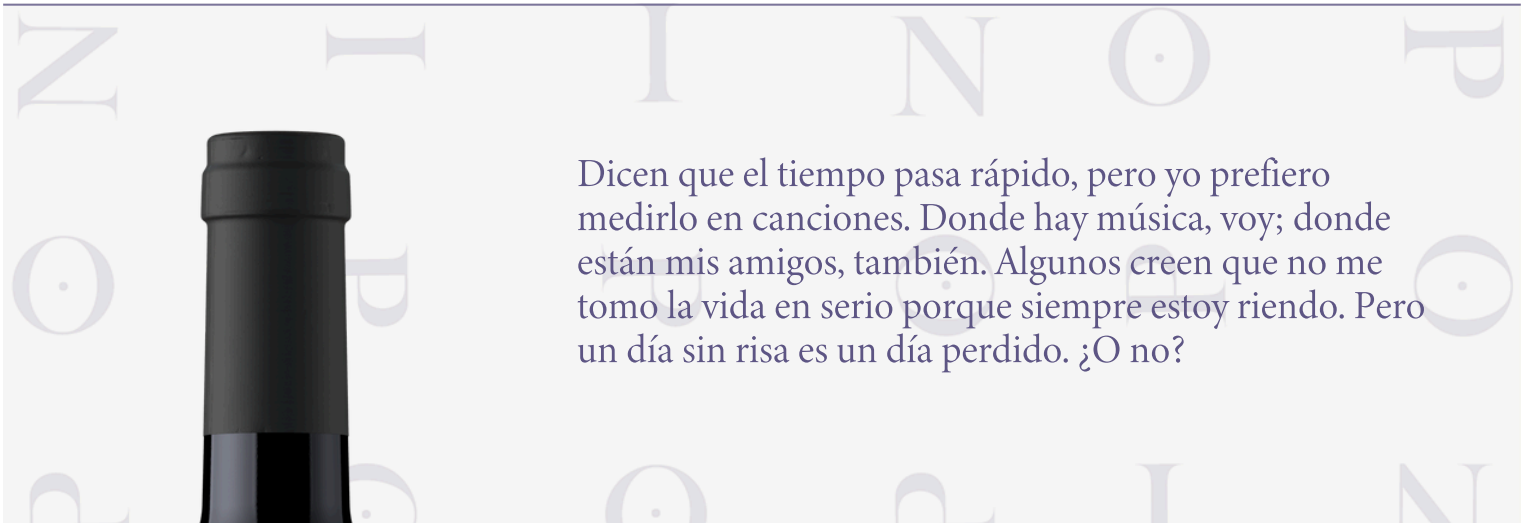 N I I N O P
Dicen que el tiempo pasa rápido, pero yo prefiero
medirlo en canciones. Donde hay música, voy; donde
están mis amigos, también. Algunos creen que no me
tomo la vida en serio porque siempre estoy riendo. Pero
un día sin risa es un día perdido. ¿O no?
O P P O P O
P O O P I N